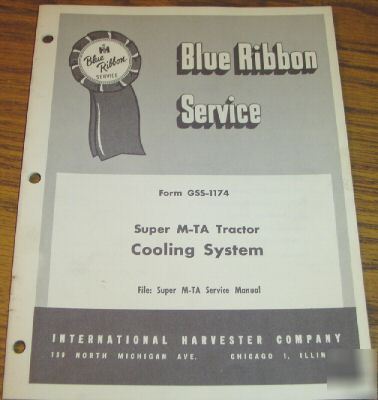 IH
Blue Ribbon
SERVICE
Blue Ribbon
Service
Form GSS-1174
Super M-TA Tractor
Cooling System
File: Super M-TA Service Manual
INTERNATIONAL HARVESTER COMPANY
NORTH MICHIGAN AVE. CHICAGO 1, ILLIN